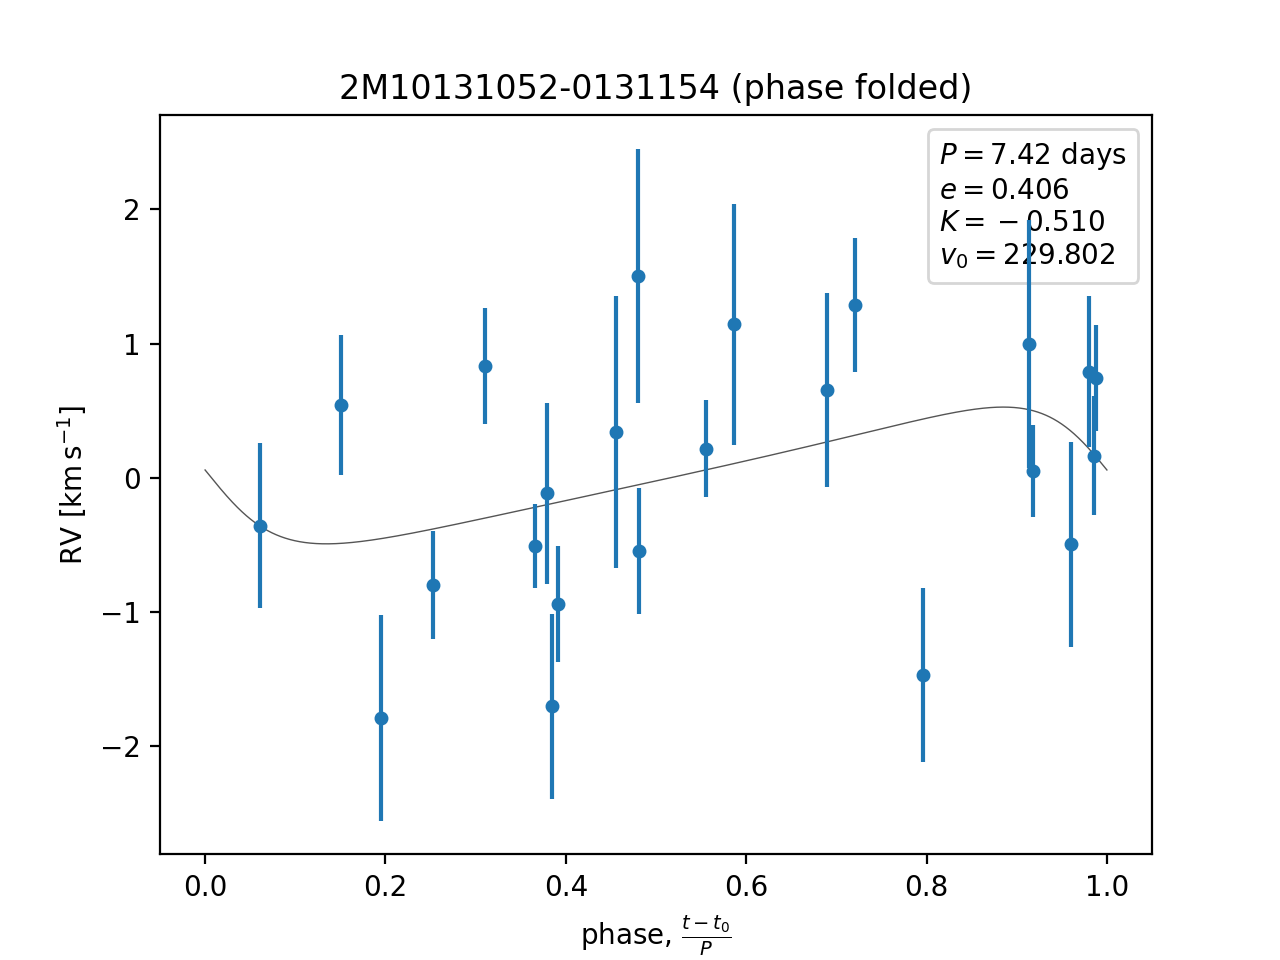 2M10131052-0131154 (phase folded)
P = 7.42 days
e = 0.406
K = −0.510
v₀ = 229.802
2
1
0
−1
−2
RV [km s⁻¹]
0.0 0.2 0.4 0.6 0.8 1.0
phase, (t − t₀)/P